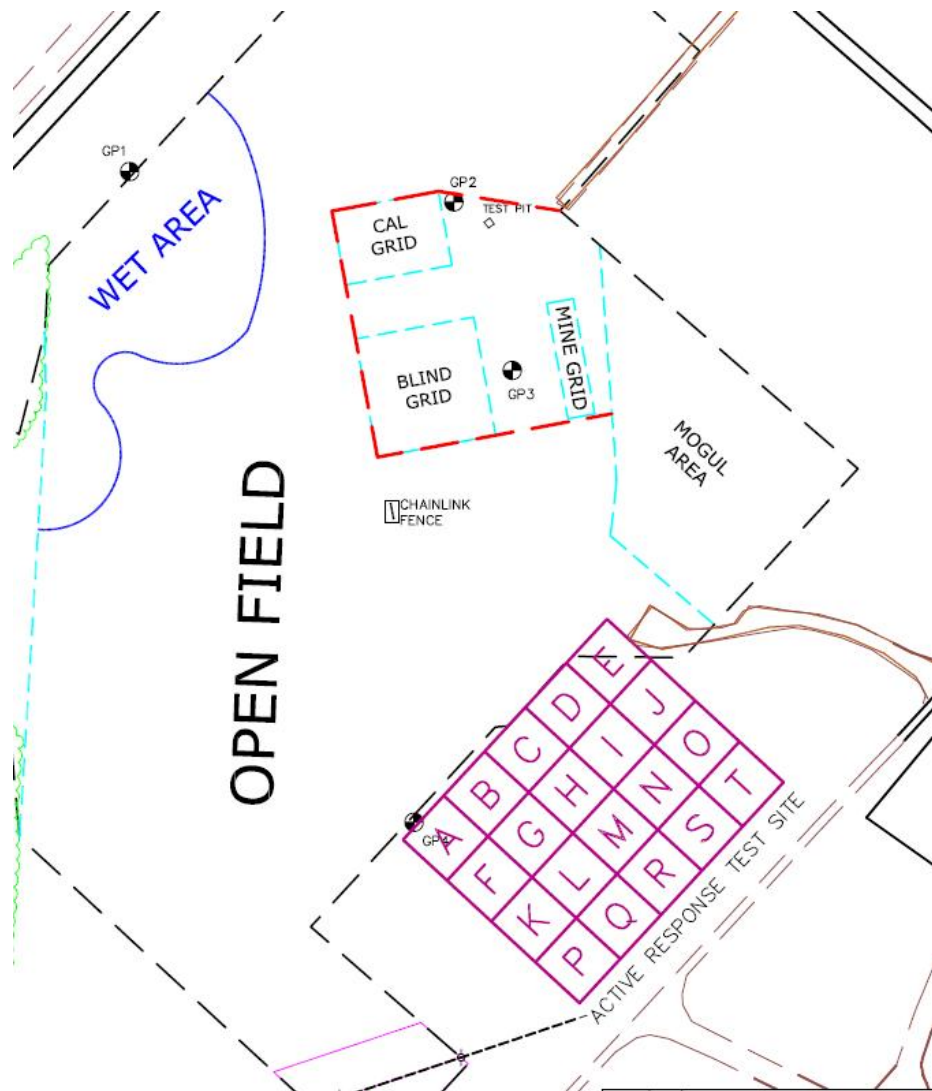 GP1
WET AREA
GP2
TEST PIT
CAL
GRID
BLIND
GRID
GP3
MINE GRID
MOGUL
AREA
CHAINLINK
FENCE
OPEN FIELD
GP4
A B C D E
F G H I J
K L M N O
P Q R S T
ACTIVE RESPONSE TEST SITE